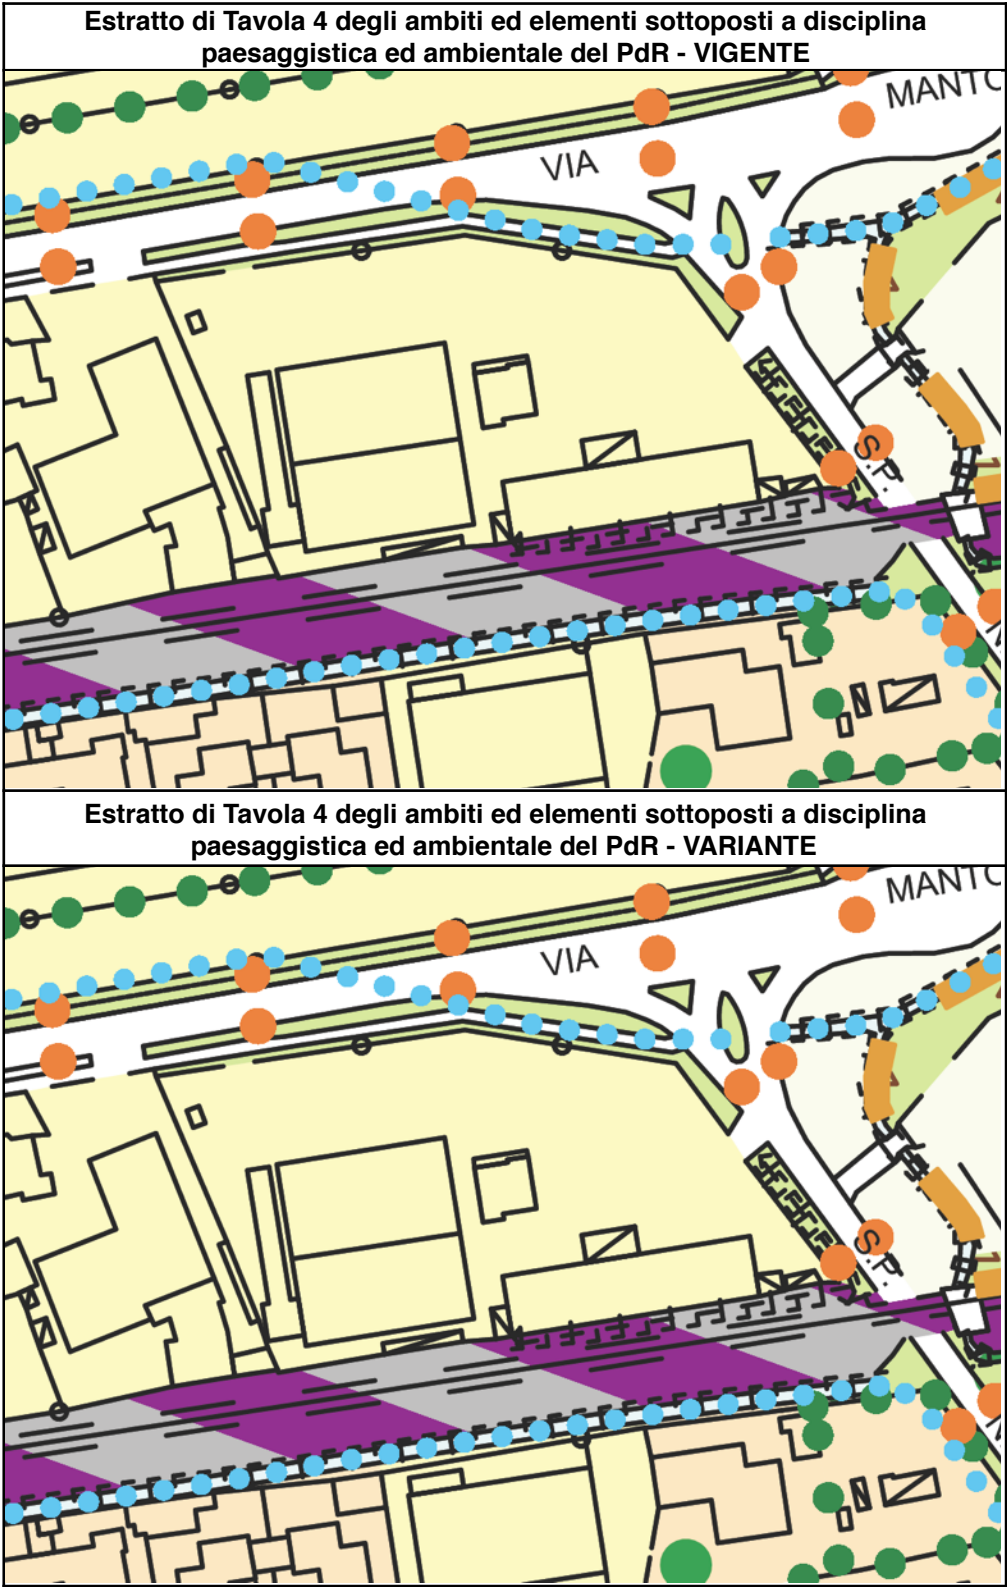 Estratto di Tavola 4 degli ambiti ed elementi sottoposti a disciplina
paesaggistica ed ambientale del PdR - VIGENTE
MANTO
VIA
S.P.
Estratto di Tavola 4 degli ambiti ed elementi sottoposti a disciplina
paesaggistica ed ambientale del PdR - VARIANTE
MANTO
VIA
S.P.